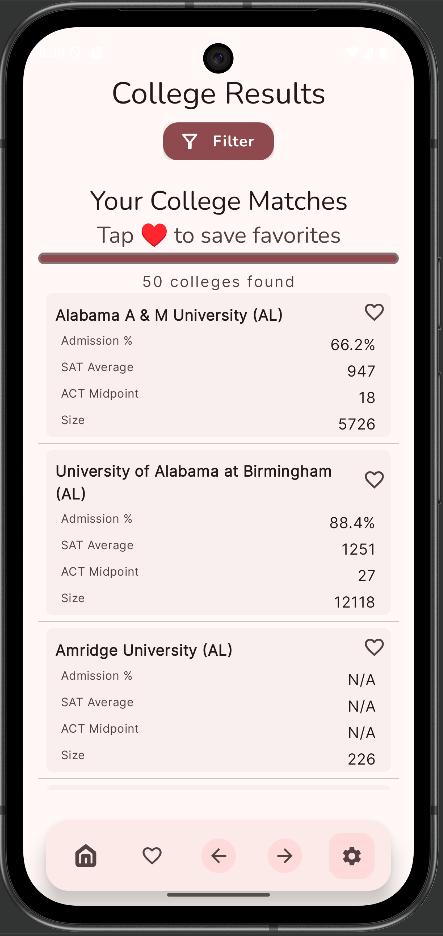 College Results
Filter
Your College Matches
Tap ❤️ to save favorites
50 colleges found
Alabama A & M University (AL)
Admission % 66.2%
SAT Average 947
ACT Midpoint 18
Size 5726
University of Alabama at Birmingham
(AL)
Admission % 88.4%
SAT Average 1251
ACT Midpoint 27
Size 12118
Amridge University (AL)
Admission % N/A
SAT Average N/A
ACT Midpoint N/A
Size 226